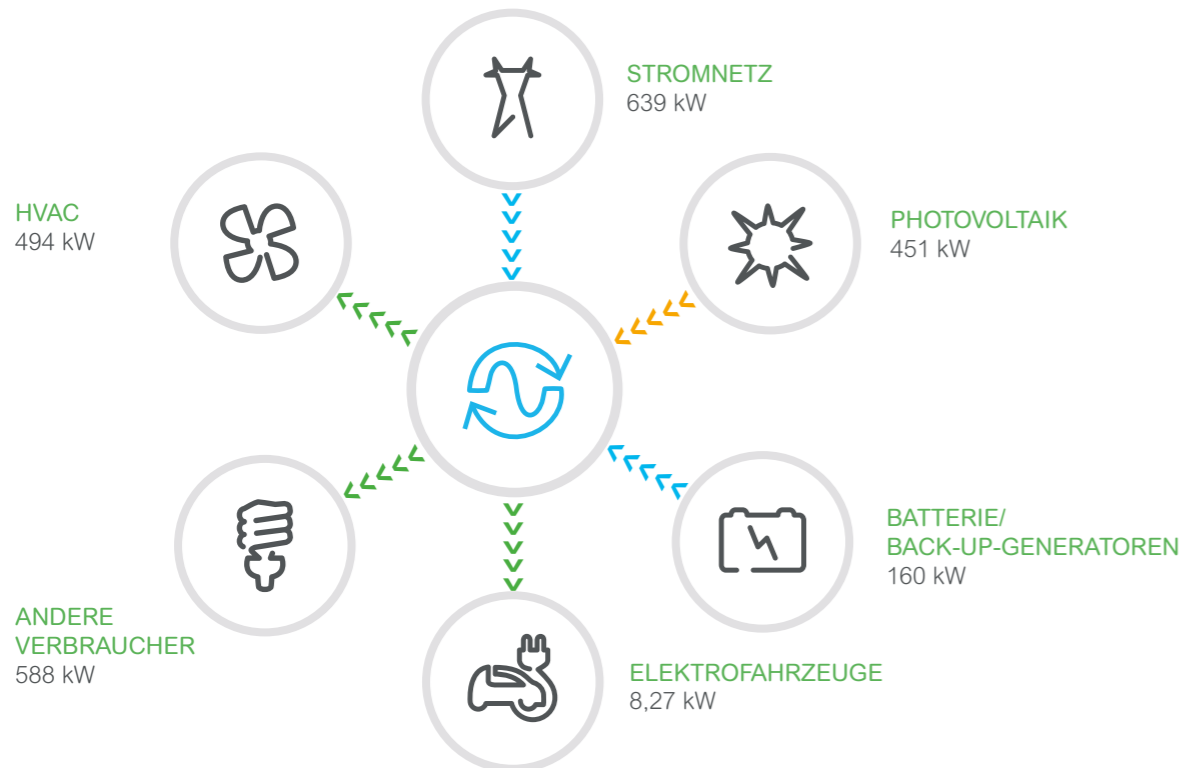 STROMNETZ
639 kW
HVAC
494 kW
PHOTOVOLTAIK
451 kW
BATTERIE/
BACK-UP-GENERATOREN
160 kW
ANDERE
VERBRAUCHER
588 kW
ELEKTROFAHRZEUGE
8,27 kW